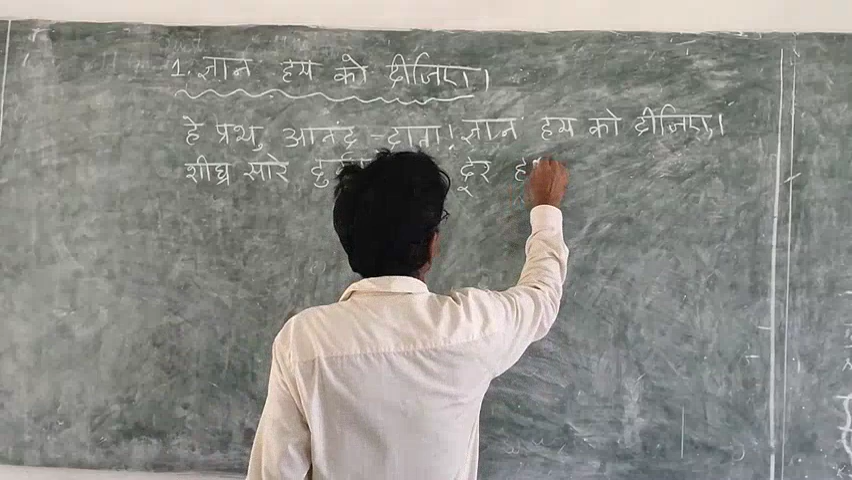 1. ज्ञान हम को दीजिए।
हे प्रभु आनंद-दाता! ज्ञान हम को दीजिए।
शीघ्र सारे दूर